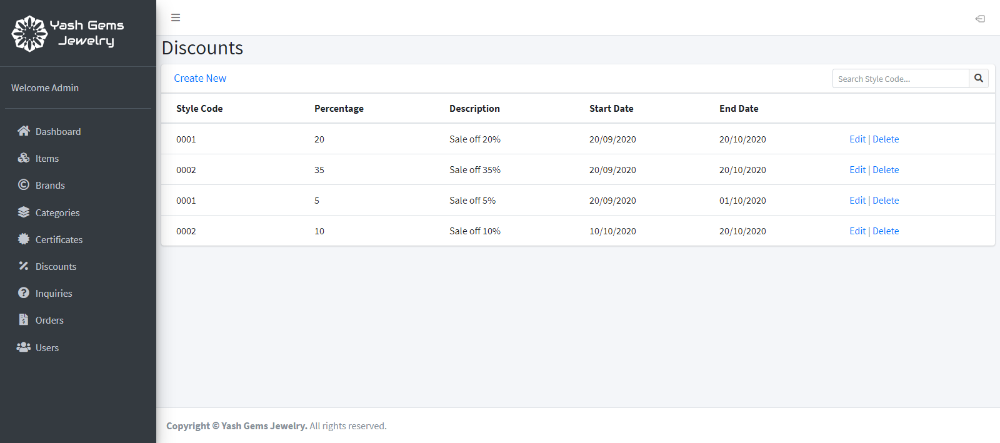 Yash Gems
Jewelry
Welcome Admin
Dashboard
Items
Brands
Categories
Certificates
Discounts
Inquiries
Orders
Users
Discounts
Create New
Search Style Code...
Style Code Percentage Description Start Date End Date
0001 20 Sale off 20% 20/09/2020 20/10/2020 Edit | Delete
0002 35 Sale off 35% 20/09/2020 20/10/2020 Edit | Delete
0001 5 Sale off 5% 20/09/2020 01/10/2020 Edit | Delete
0002 10 Sale off 10% 10/10/2020 20/10/2020 Edit | Delete
Copyright © Yash Gems Jewelry. All rights reserved.